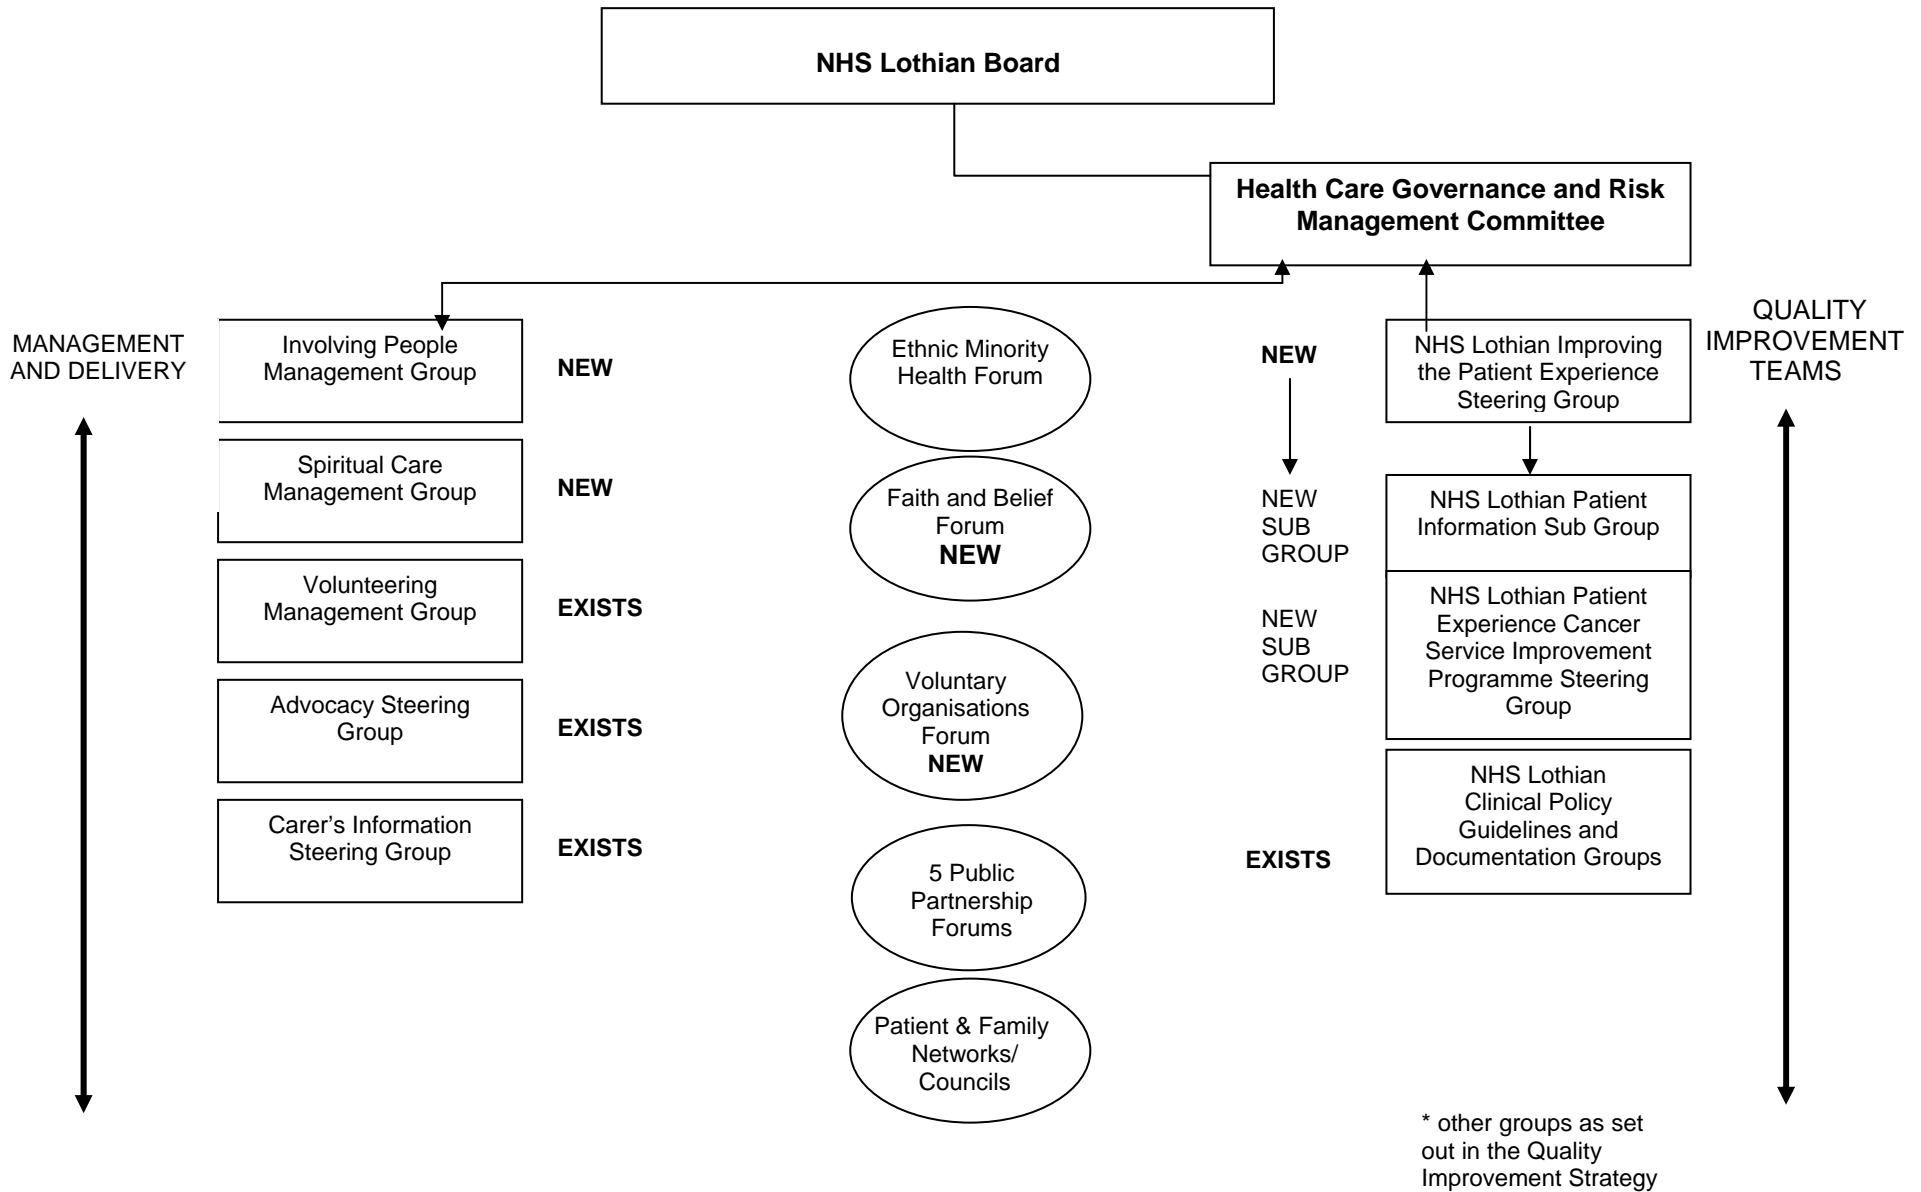 NHS Lothian Board
Health Care Governance and Risk
Management Committee
MANAGEMENT
AND DELIVERY
Involving People
Management Group
NEW
Spiritual Care
Management Group
NEW
Volunteering
Management Group
EXISTS
Advocacy Steering
Group
EXISTS
Carer’s Information
Steering Group
EXISTS
Ethnic Minority
Health Forum
Faith and Belief
Forum
NEW
Voluntary
Organisations
Forum
NEW
5 Public
Partnership
Forums
Patient & Family
Networks/
Councils
NEW
NHS Lothian Improving
the Patient Experience
Steering Group
NEW
SUB
GROUP
NHS Lothian Patient
Information Sub Group
NEW
SUB
GROUP
NHS Lothian Patient
Experience Cancer
Service Improvement
Programme Steering
Group
EXISTS
NHS Lothian
Clinical Policy
Guidelines and
Documentation Groups
QUALITY
IMPROVEMENT
TEAMS
* other groups as set
out in the Quality
Improvement Strategy